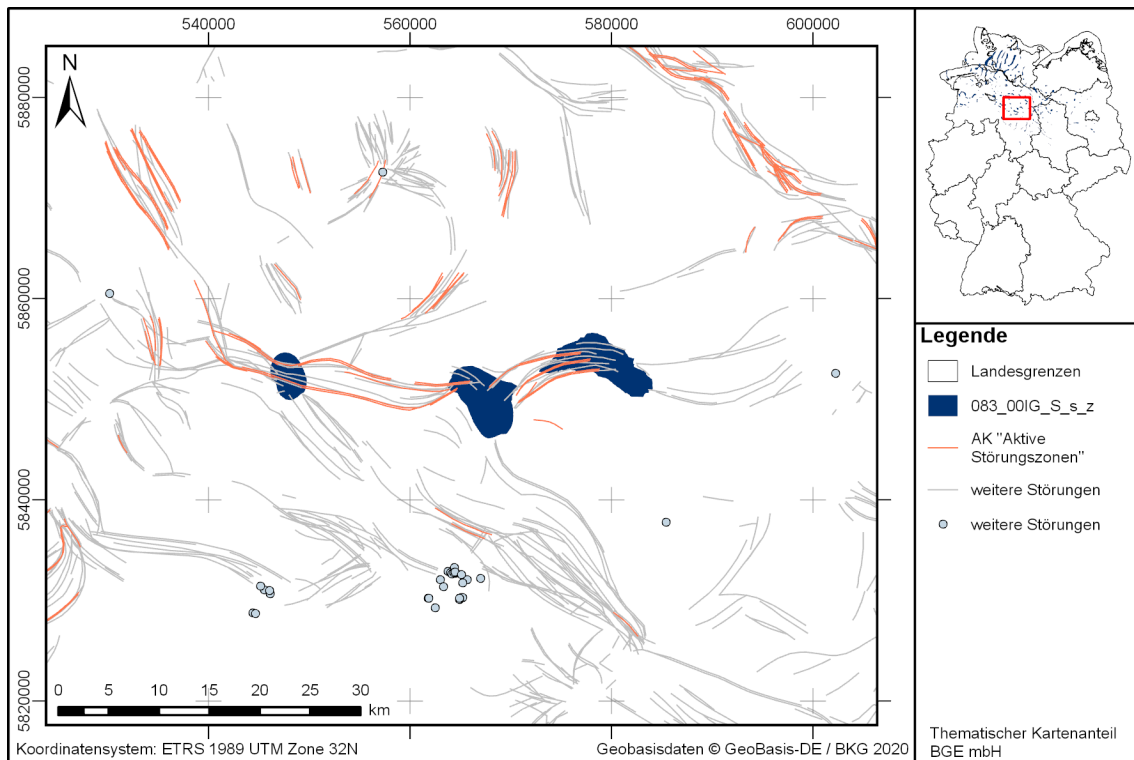 540000
560000
580000
600000
N
5880000
5860000
5840000
5820000
0
5
10
15
20
25
30
km
Koordinatensystem: ETRS 1989 UTM Zone 32N
Geobasisdaten © GeoBasis-DE / BKG 2020
Legende
Landesgrenzen
083_00IG_S_s_z
AK "Aktive
Störungszonen"
weitere Störungen
weitere Störungen
Thematischer Kartenanteil
BGE mbH